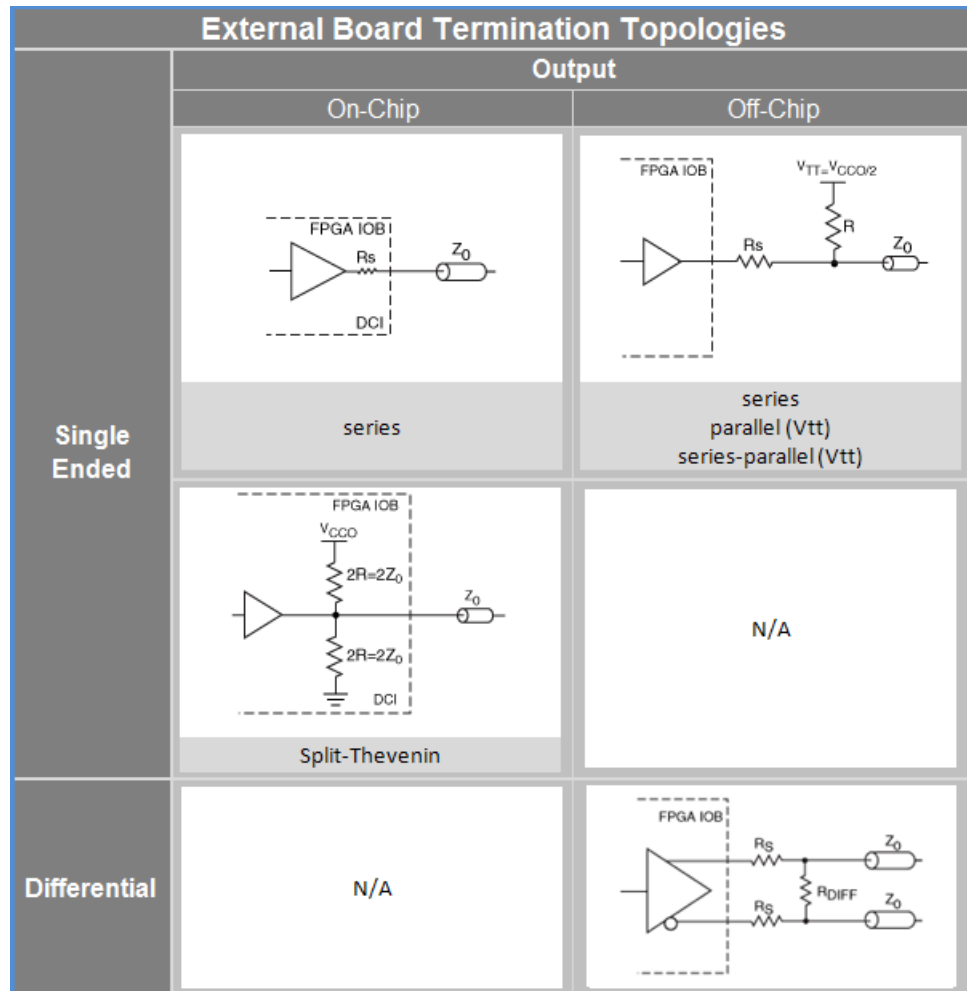 External Board Termination Topologies
Output
On-Chip
Off-Chip
Single
Ended
FPGA IOB
Rs
Z0
DCI
series
FPGA IOB
VTT=VCCO/2
R
Rs
Z0
series
parallel (Vtt)
series-parallel (Vtt)
FPGA IOB
VCCO
2R=2Z0
Z0
2R=2Z0
DCI
Split-Thevenin
N/A
Differential
N/A
FPGA IOB
RS
Z0
RDIFF
RS
Z0